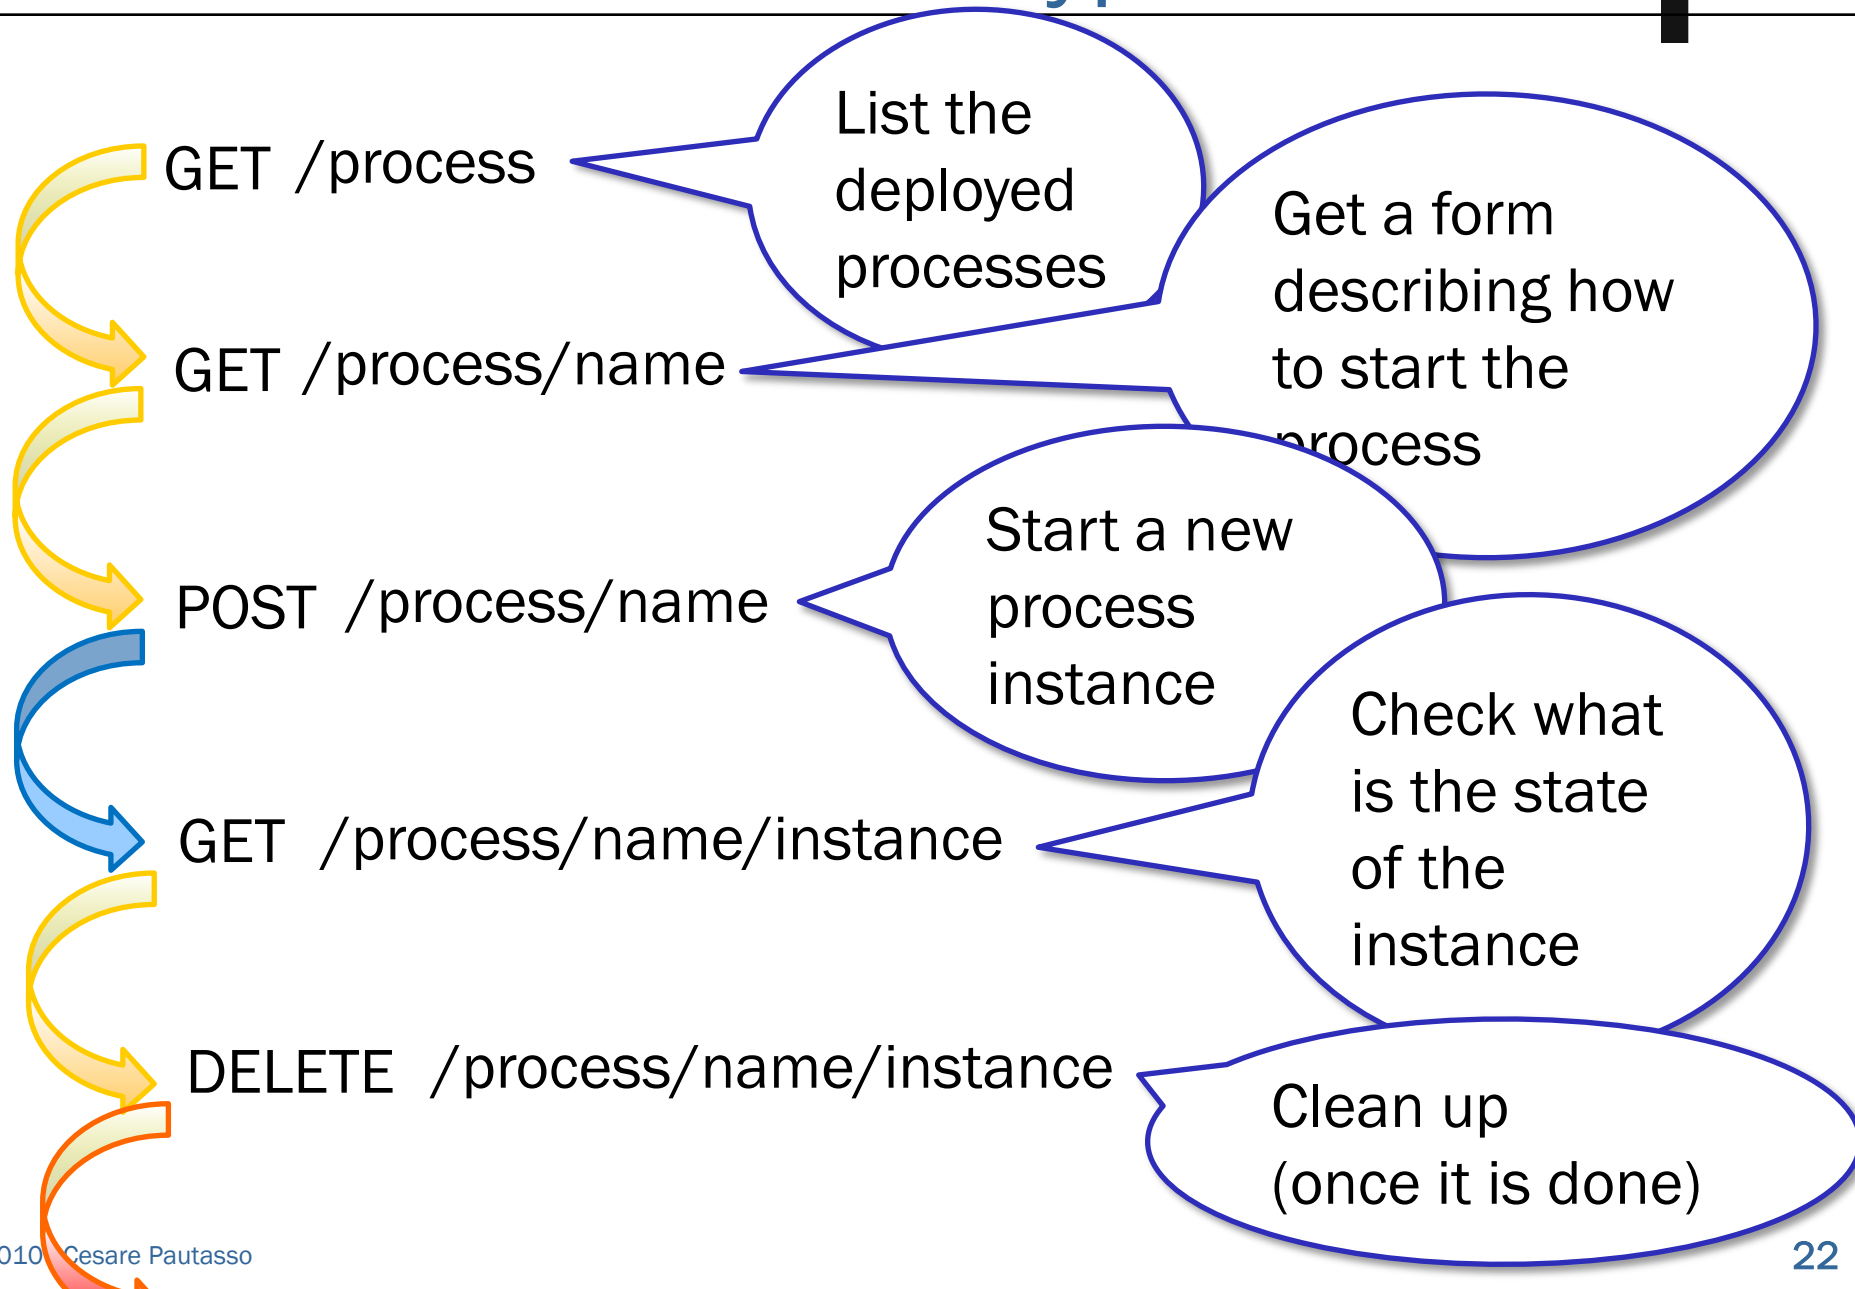 GET /process
List the
deployed
processes
GET /process/name
Get a form
describing how
to start the
process
POST /process/name
Start a new
process
instance
GET /process/name/instance
Check what
is the state
of the
instance
DELETE /process/name/instance
Clean up
(once it is done)
Cesare Pautasso
22